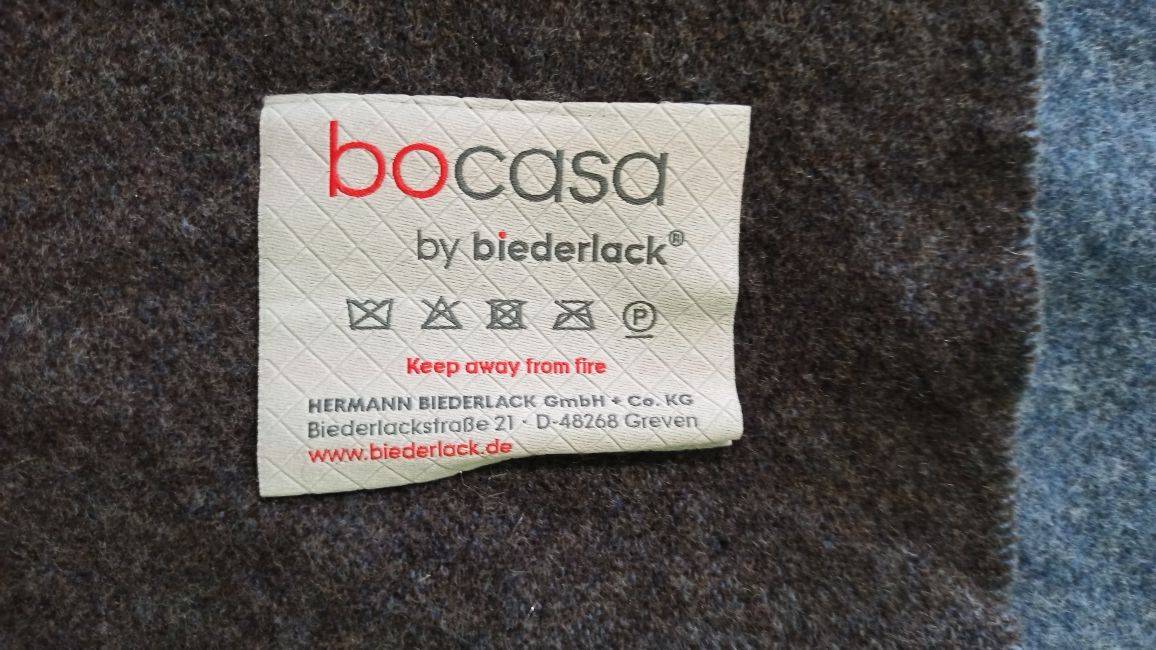 bocasa
by biederlack®
P
Keep away from fire
HERMANN BIEDERLACK GmbH + Co. KG
Biederlackstraße 21 · D-48268 Greven
www.biederlack.de